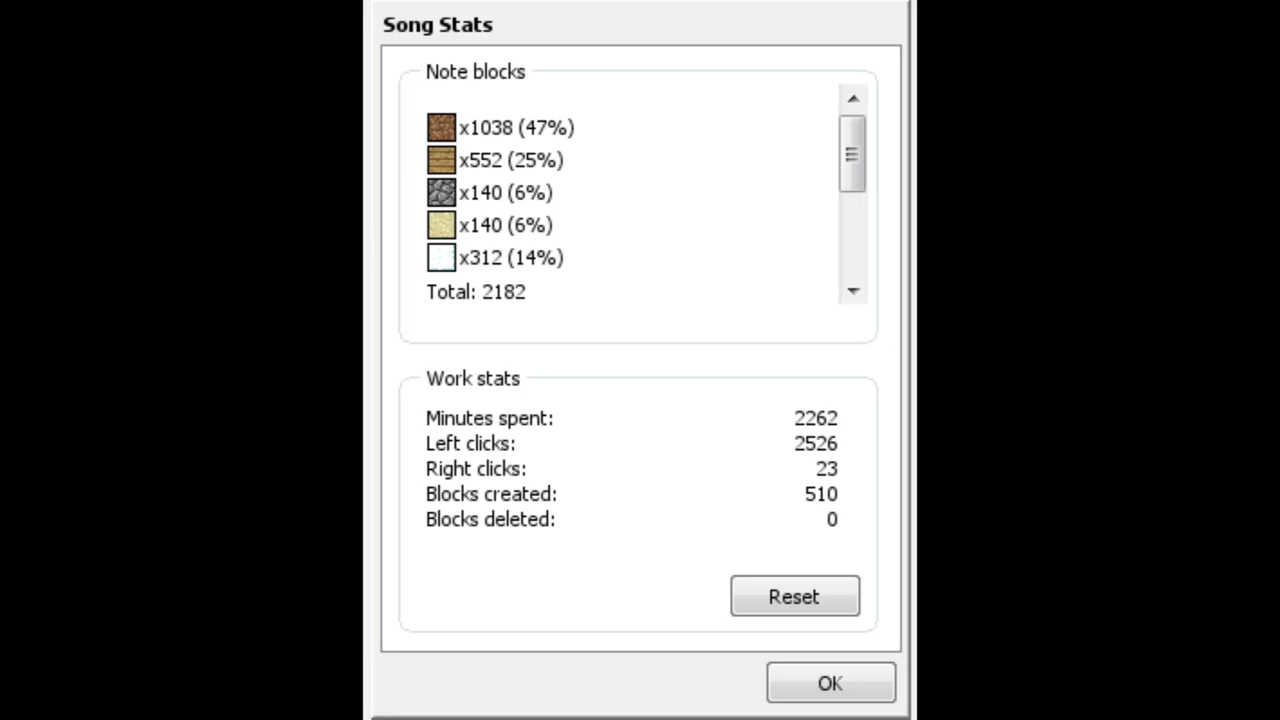 Song Stats
Note blocks
x1038 (47%)
x552 (25%)
x140 (6%)
x140 (6%)
x312 (14%)
Total: 2182
Work stats
Minutes spent: 2262
Left clicks: 2526
Right clicks: 23
Blocks created: 510
Blocks deleted: 0
Reset
OK